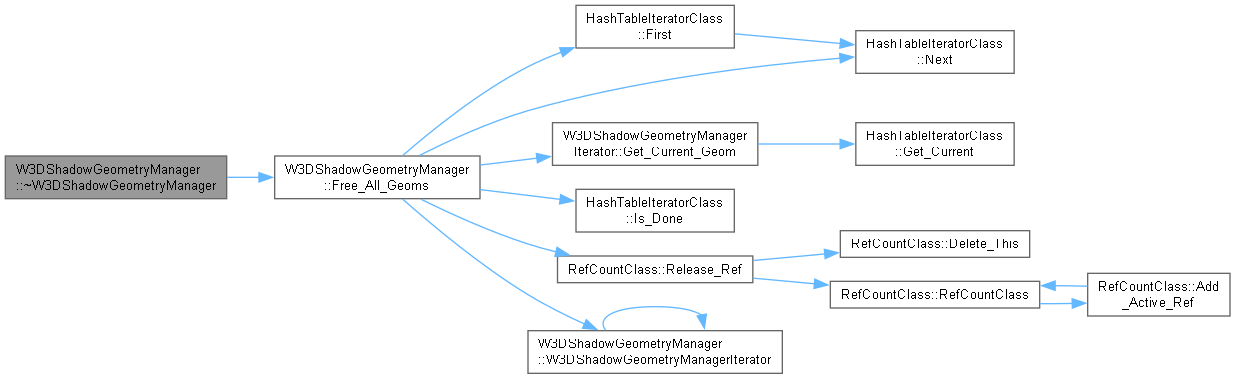 W3DShadowGeometryManager
::~W3DShadowGeometryManager
W3DShadowGeometryManager
::Free_All_Geoms
HashTableIteratorClass
::First
HashTableIteratorClass
::Next
W3DShadowGeometryManager
Iterator::Get_Current_Geom
HashTableIteratorClass
::Get_Current
HashTableIteratorClass
::Is_Done
RefCountClass::Release_Ref
RefCountClass::Delete_This
RefCountClass::RefCountClass
RefCountClass::Add
_Active_Ref
W3DShadowGeometryManager
::W3DShadowGeometryManagerIterator